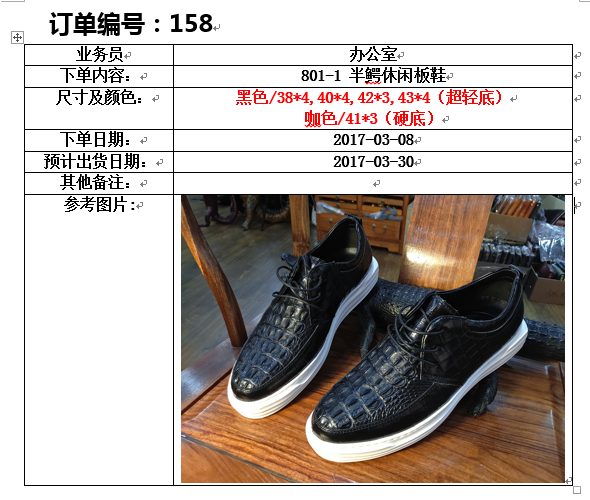 订单编号：158
业务员 办公室
下单内容： 801-1 半鳄休闲板鞋
尺寸及颜色： 黑色/38*4,40*4,42*3,43*4（超轻底）
咖色/41*3（硬底）
下单日期： 2017-03-08
预计出货日期： 2017-03-30
其他备注：
参考图片: